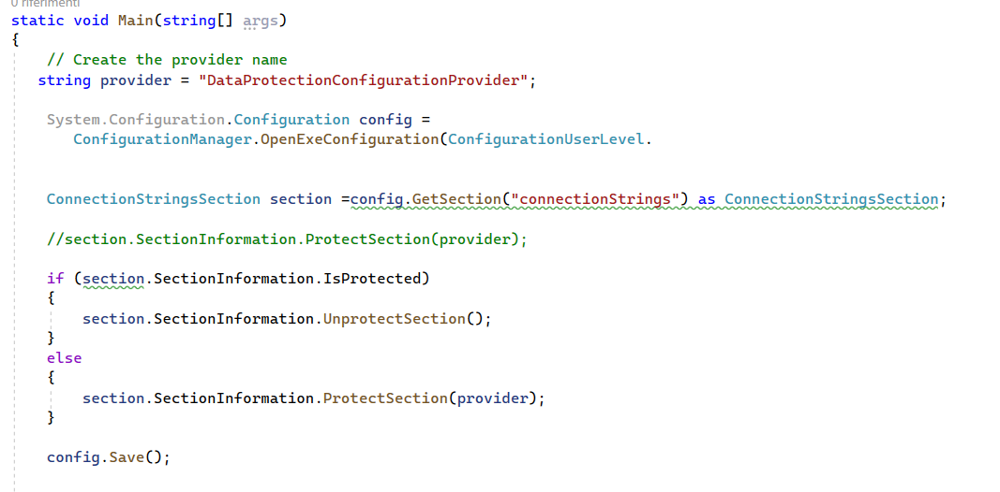 0 riferimenti
static void Main(string[] args)
{
// Create the provider name
string provider = "DataProtectionConfigurationProvider";
System.Configuration.Configuration config =
ConfigurationManager.OpenExeConfiguration(ConfigurationUserLevel.
ConnectionStringsSection section =config.GetSection("connectionStrings") as ConnectionStringsSection;
//section.SectionInformation.ProtectSection(provider);
if (section.SectionInformation.IsProtected)
{
section.SectionInformation.UnprotectSection();
}
else
{
section.SectionInformation.ProtectSection(provider);
}
config.Save();